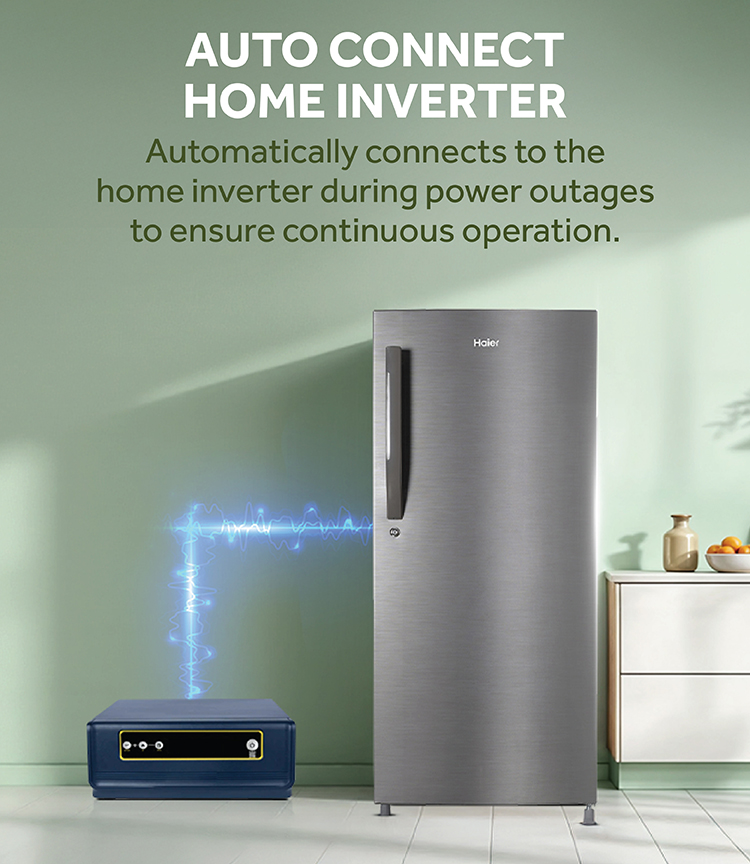 AUTO CONNECT
HOME INVERTER
Automatically connects to the
home inverter during power outages
to ensure continuous operation.
Haier